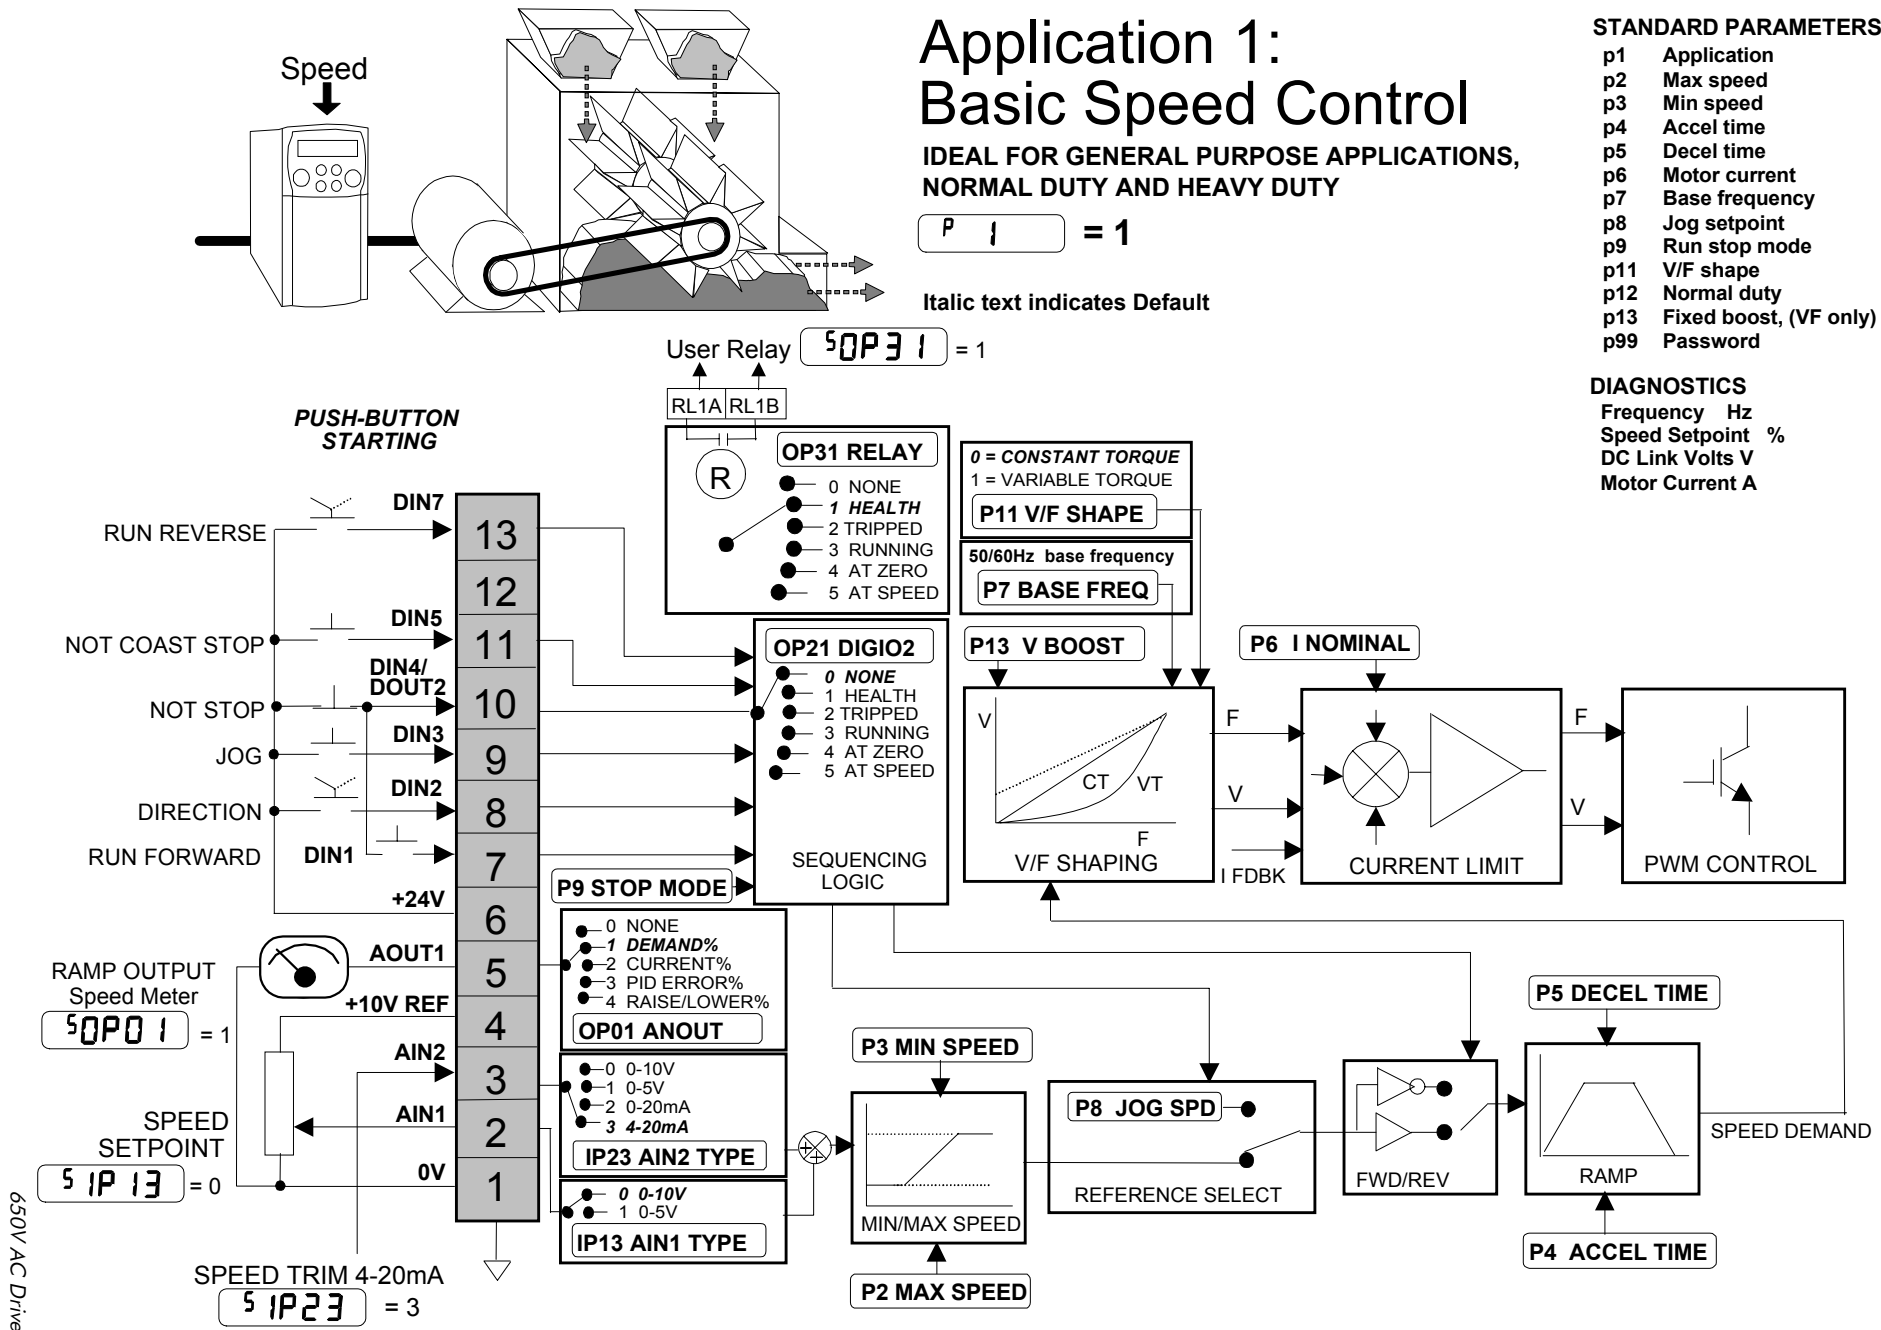 Speed
Application 1:
Basic Speed Control
IDEAL FOR GENERAL PURPOSE APPLICATIONS,
NORMAL DUTY AND HEAVY DUTY
P 1 = 1
Italic text indicates Default
STANDARD PARAMETERS
p1 Application
p2 Max speed
p3 Min speed
p4 Accel time
p5 Decel time
p6 Motor current
p7 Base frequency
p8 Jog setpoint
p9 Run stop mode
p11 V/F shape
p12 Normal duty
p13 Fixed boost, (VF only)
p99 Password
DIAGNOSTICS
Frequency Hz
Speed Setpoint %
DC Link Volts V
Motor Current A
User Relay SOP31 = 1
RL1A RL1B
R
OP31 RELAY
0 NONE
1 HEALTH
2 TRIPPED
3 RUNNING
4 AT ZERO
5 AT SPEED
0 = CONSTANT TORQUE
1 = VARIABLE TORQUE
P11 V/F SHAPE
50/60Hz base frequency
P7 BASE FREQ
PUSH-BUTTON
STARTING
RUN REVERSE
DIN7
13
12
NOT COAST STOP
DIN5
11
NOT STOP
DIN4/
DOUT2
10
JOG
DIN3
9
DIRECTION
DIN2
8
RUN FORWARD
DIN1
7
+24V
6
AOUT1
5
+10V REF
4
AIN2
3
AIN1
2
0V
1
RAMP OUTPUT
Speed Meter
SOP01 = 1
SPEED
SETPOINT
SIP13 = 0
SPEED TRIM 4-20mA
SIP23 = 3
OP21 DIGIO2
0 NONE
1 HEALTH
2 TRIPPED
3 RUNNING
4 AT ZERO
5 AT SPEED
SEQUENCING
LOGIC
P9 STOP MODE
0 NONE
1 DEMAND%
2 CURRENT%
3 PID ERROR%
4 RAISE/LOWER%
OP01 ANOUT
0 0-10V
1 0-5V
2 0-20mA
3 4-20mA
IP23 AIN2 TYPE
0 0-10V
1 0-5V
IP13 AIN1 TYPE
+
+
P13 V BOOST
V
CT
VT
F
V/F SHAPING
F
V
I FDBK
P6 I NOMINAL
CURRENT LIMIT
F
V
PWM CONTROL
P3 MIN SPEED
MIN/MAX SPEED
P2 MAX SPEED
P8 JOG SPD
REFERENCE SELECT
FWD/REV
P5 DECEL TIME
RAMP
P4 ACCEL TIME
SPEED DEMAND
650V AC Drive